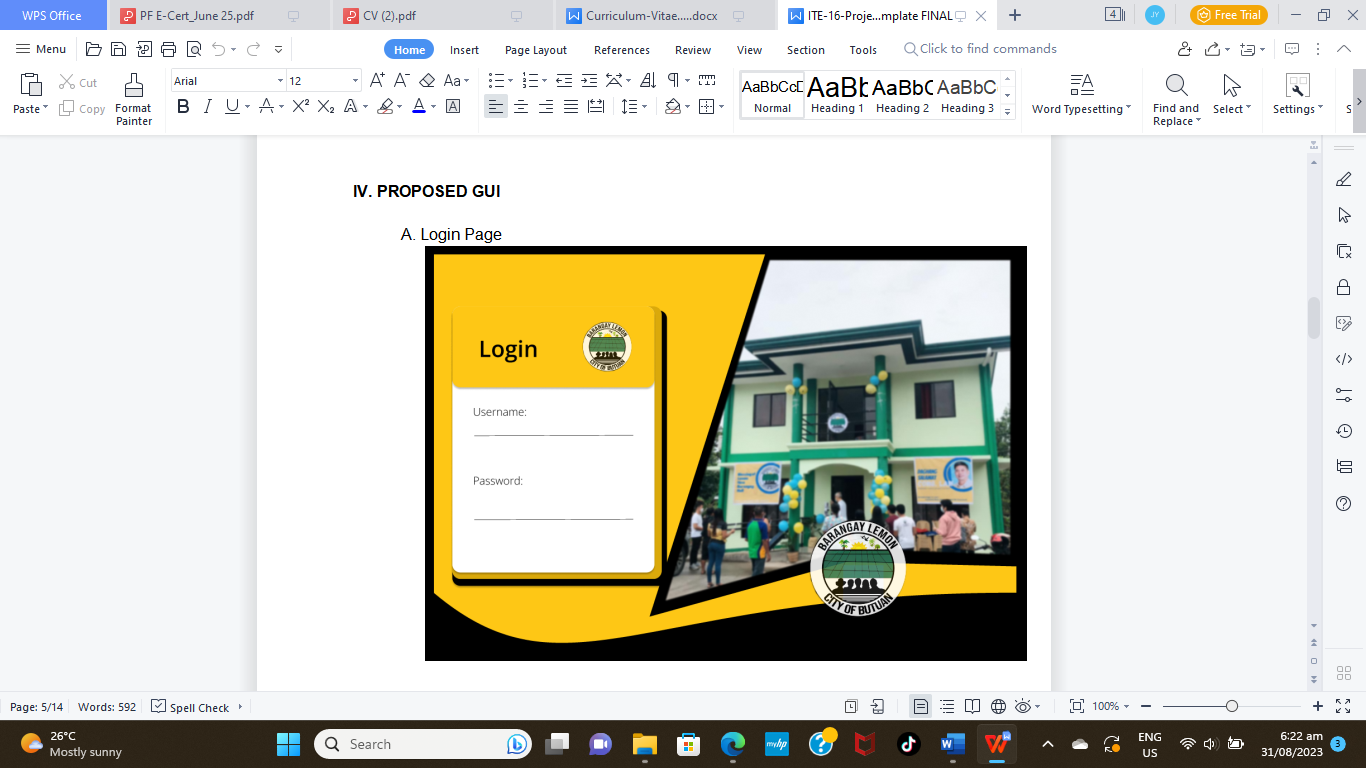 WPS Office
PF E-Cert_June 25.pdf
CV (2).pdf
Curriculum-Vitae.....docx
ITE-16-Proje...mplate FINAL
4
JY
Free Trial
Menu
Home
Insert
Page Layout
References
Review
View
Section
Tools
Click to find commands
Paste
Cut
Copy
Format
Painter
Arial
12
AaBbCcD
Normal
AaBb
Heading 1
AaBbC
Heading 2
AaBbC
Heading 3
Word Typesetting
Find and
Replace
Select
Settings
S
IV. PROPOSED GUI
A. Login Page
Login
BARANGAY LEMON
CITY OF BUTUAN
Username:
Password:
BARANGAY LEMON
CITY OF BUTUAN
Page: 5/14
Words: 592
Spell Check
100%
26°C
Mostly sunny
Search
myhp
ENG
US
6:22 am
31/08/2023
3